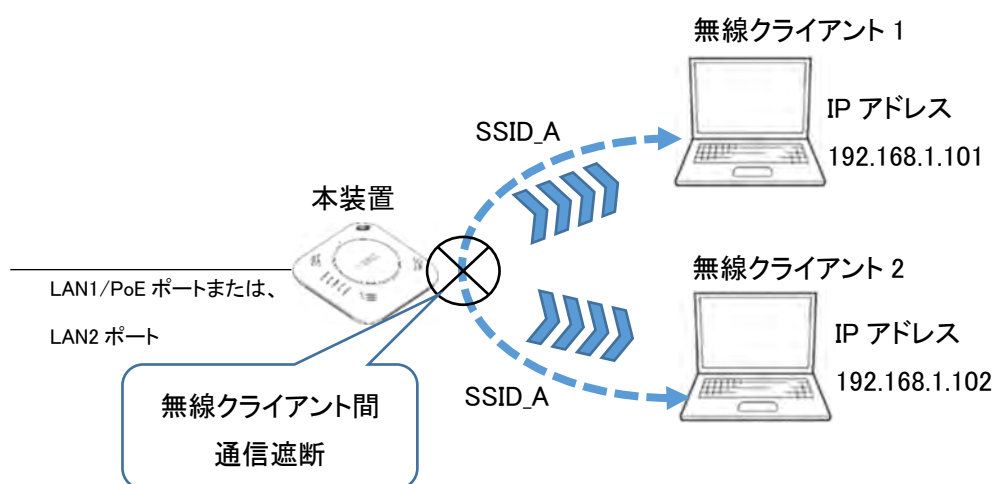 無線クライアント 1
IP アドレス
192.168.1.101
SSID_A
本装置
LAN1/PoE ポートまたは、
LAN2 ポート
無線クライアント 2
IP アドレス
192.168.1.102
SSID_A
無線クライアント間
通信遮断